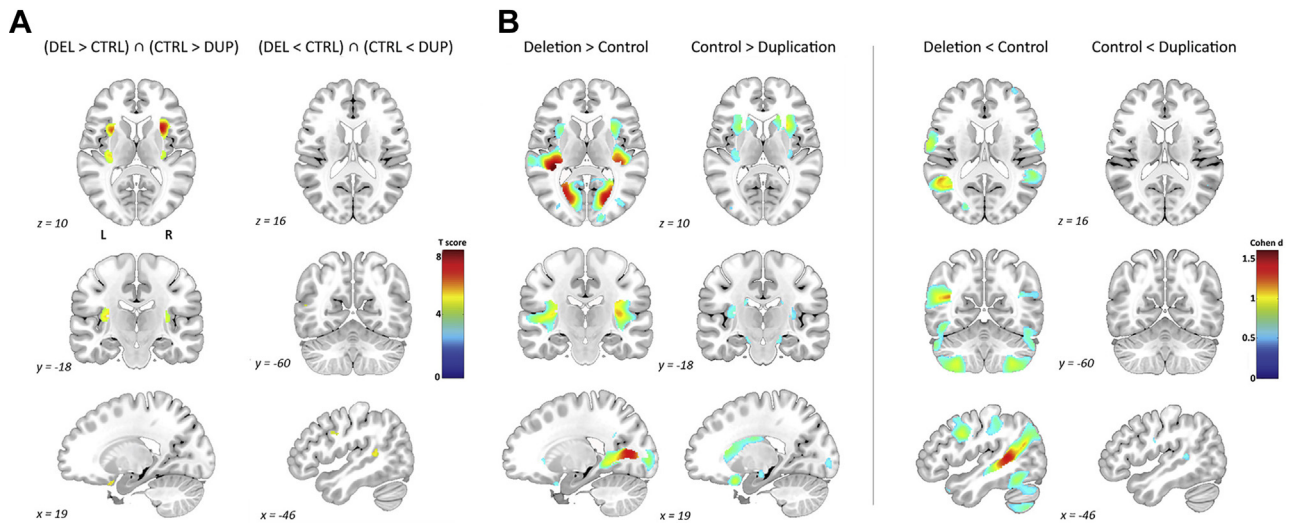 A
B
(DEL > CTRL) ∩ (CTRL > DUP)
(DEL < CTRL) ∩ (CTRL < DUP)
Deletion > Control
Control > Duplication
Deletion < Control
Control < Duplication
z = 10
z = 16
z = 10
z = 16
L
R
T score
8
4
0
Cohen d
1.5
1
0.5
0
y = -18
y = -60
y = -18
y = -60
x = 19
x = -46
x = 19
x = -46